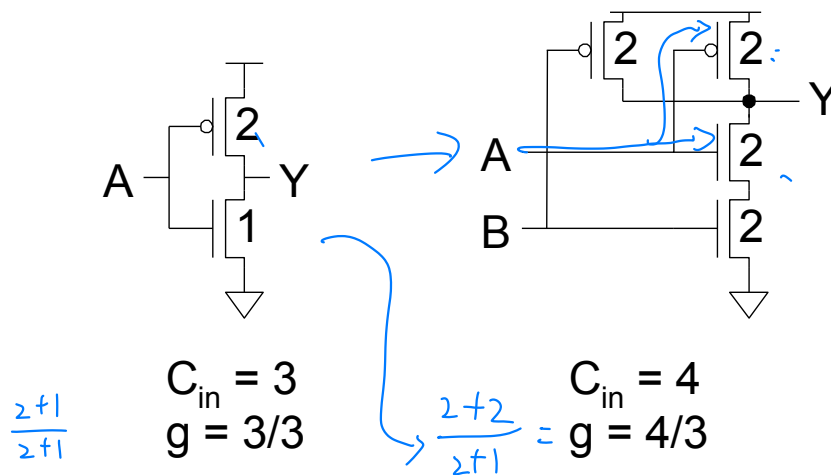 2
2
2
Y
A
Y
A
2
1
B
2
C_in = 3
C_in = 4
2+1
2+1
g = 3/3
2+2
2+1
= g = 4/3